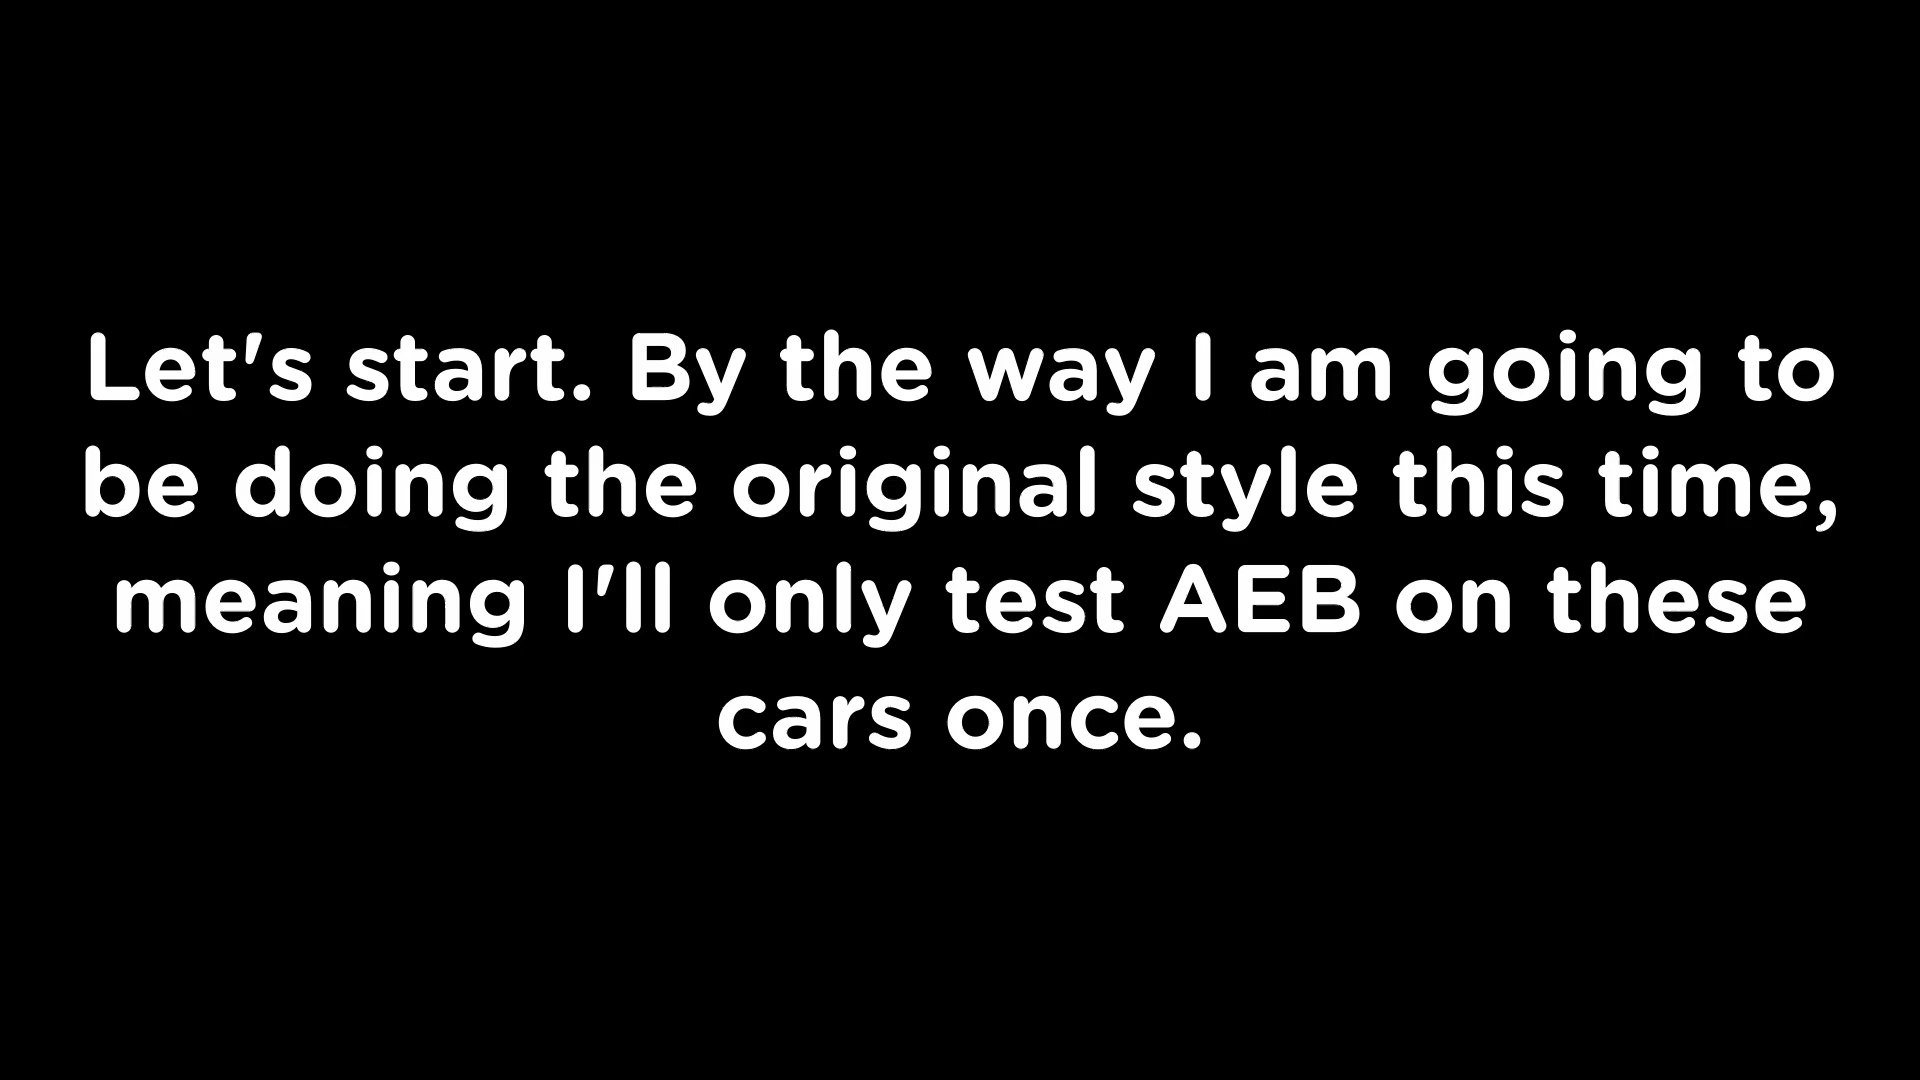 Let's start. By the way I am going to
be doing the original style this time,
meaning I'll only test AEB on these
cars once.